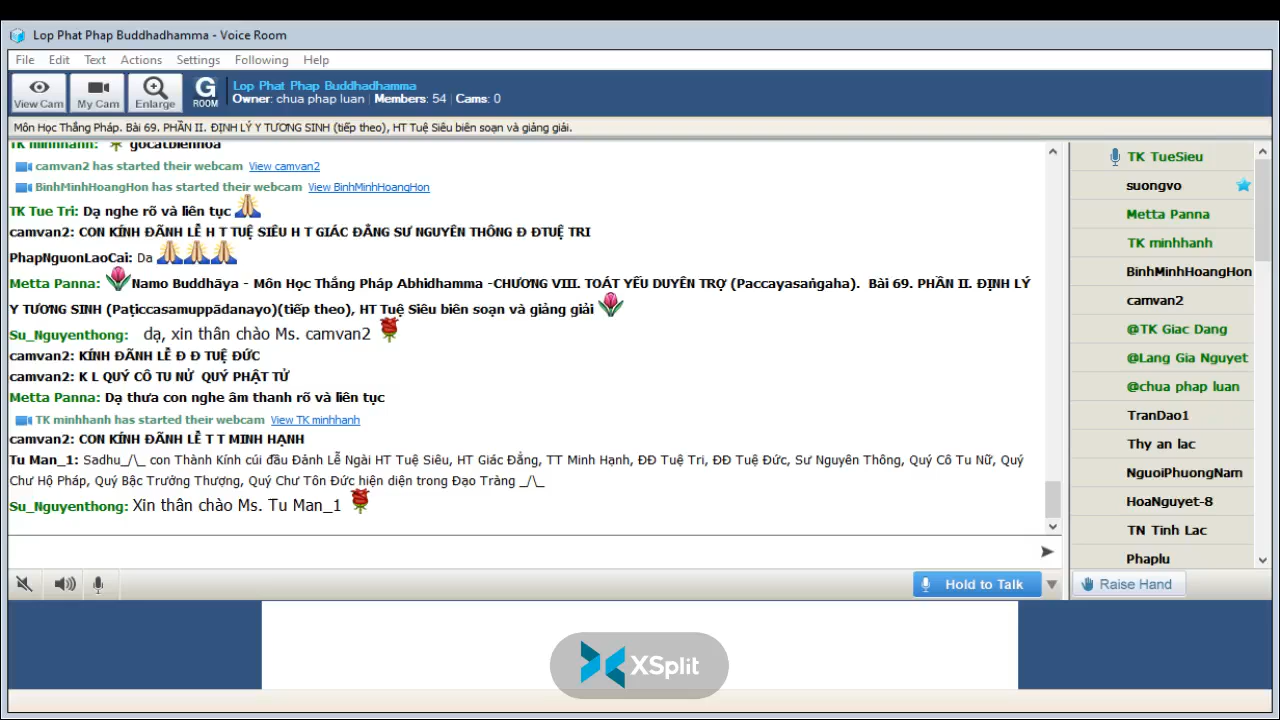 Lop Phat Phap Buddhadhamma - Voice Room
File Edit Text Actions Settings Following Help
View Cam My Cam Enlarge G ROOM
Lop Phat Phap Buddhadhamma
Owner: chua phap luan | Members: 54 | Cams: 0
Môn Học Thắng Pháp. Bài 69. PHẦN II. ĐỊNH LÝ Y TƯƠNG SINH (tiếp theo), HT Tuệ Siêu biên soạn và giảng giải.
TK minhhanh: gocatbienhoa
camvan2 has started their webcam View camvan2
BinhMinhHoangHon has started their webcam View BinhMinhHoangHon
TK Tue Tri: Dạ nghe rõ và liên tục
camvan2: CON KÍNH ĐÃNH LỄ H T TUỆ SIÊU H T GIÁC ĐẲNG SƯ NGUYÊN THÔNG Đ ĐTUỆ TRI
PhapNguonLaoCai: Da
Metta Panna: Namo Buddhāya - Môn Học Thắng Pháp Abhidhamma -CHƯƠNG VIII. TOÁT YẾU DUYÊN TRỢ (Paccayasaṅgaha). Bài 69. PHẦN II. ĐỊNH LÝ
Y TƯƠNG SINH (Paṭiccasamuppādanayo)(tiếp theo), HT Tuệ Siêu biên soạn và giảng giải
Su_Nguyenthong: dạ, xin thân chào Ms. camvan2
camvan2: KÍNH ĐÃNH LỄ Đ Đ TUỆ ĐỨC
camvan2: K L QUÝ CÔ TU NỬ QUÝ PHẬT TỬ
Metta Panna: Dạ thưa con nghe âm thanh rõ và liên tục
TK minhhanh has started their webcam View TK minhhanh
camvan2: CON KÍNH ĐÃNH LỄ T T MINH HẠNH
Tu Man_1: Sadhu_/\_ con Thành Kính cúi đầu Đảnh Lễ Ngài HT Tuệ Siêu, HT Giác Đẳng, TT Minh Hạnh, ĐĐ Tuệ Tri, ĐĐ Tuệ Đức, Sư Nguyên Thông, Quý Cô Tu Nữ, Quý
Chư Hộ Pháp, Quý Bậc Trưởng Thượng, Quý Chư Tôn Đức hiện diện trong Đạo Tràng _/\_
Su_Nguyenthong: Xin thân chào Ms. Tu Man_1
TK TueSieu
suongvo
Metta Panna
TK minhhanh
BinhMinhHoangHon
camvan2
@TK Giac Dang
@Lang Gia Nguyet
@chua phap luan
TranDao1
Thy an lac
NguoiPhuongNam
HoaNguyet-8
TN Tinh Lac
Phaplu
Hold to Talk
Raise Hand
XSplit